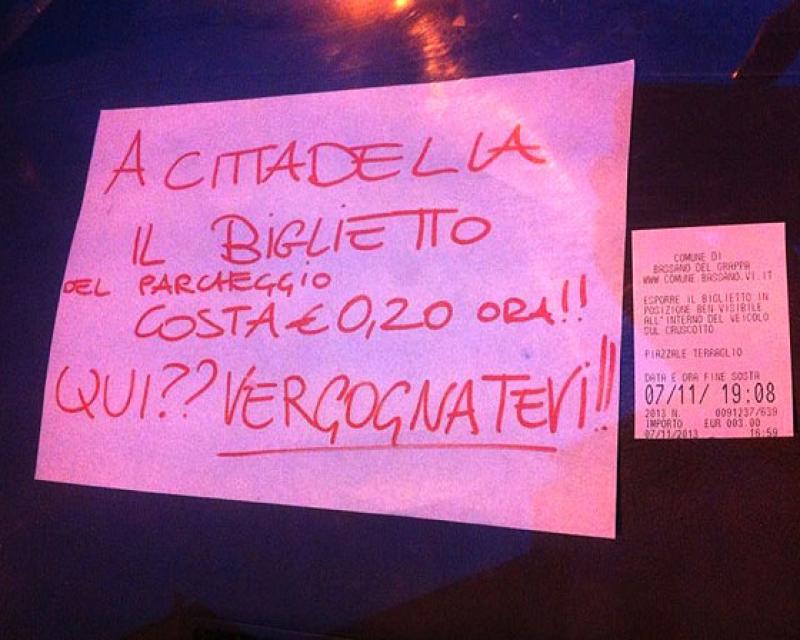 A CITTADELLA
IL BIGLIETTO
DEL PARCHEGGIO
COSTA € 0,20 ORA!!
QUI?? VERGOGNATEVI!!!
COMUNE DI
BASSANO DEL GRAPPA
WWW.COMUNE.BASSANO.VI.IT
ESPORRE IL BIGLIETTO IN
POSIZIONE BEN VISIBILE
ALL'INTERNO DEL VEICOLO
SUL CRUSCOTTO
PIAZZALE TERRAGLIO
DATA E ORA FINE SOSTA
07/11/ 19:08
2013 N. 0091237/639
IMPORTO EUR 003.00
07/11/2013 16:59